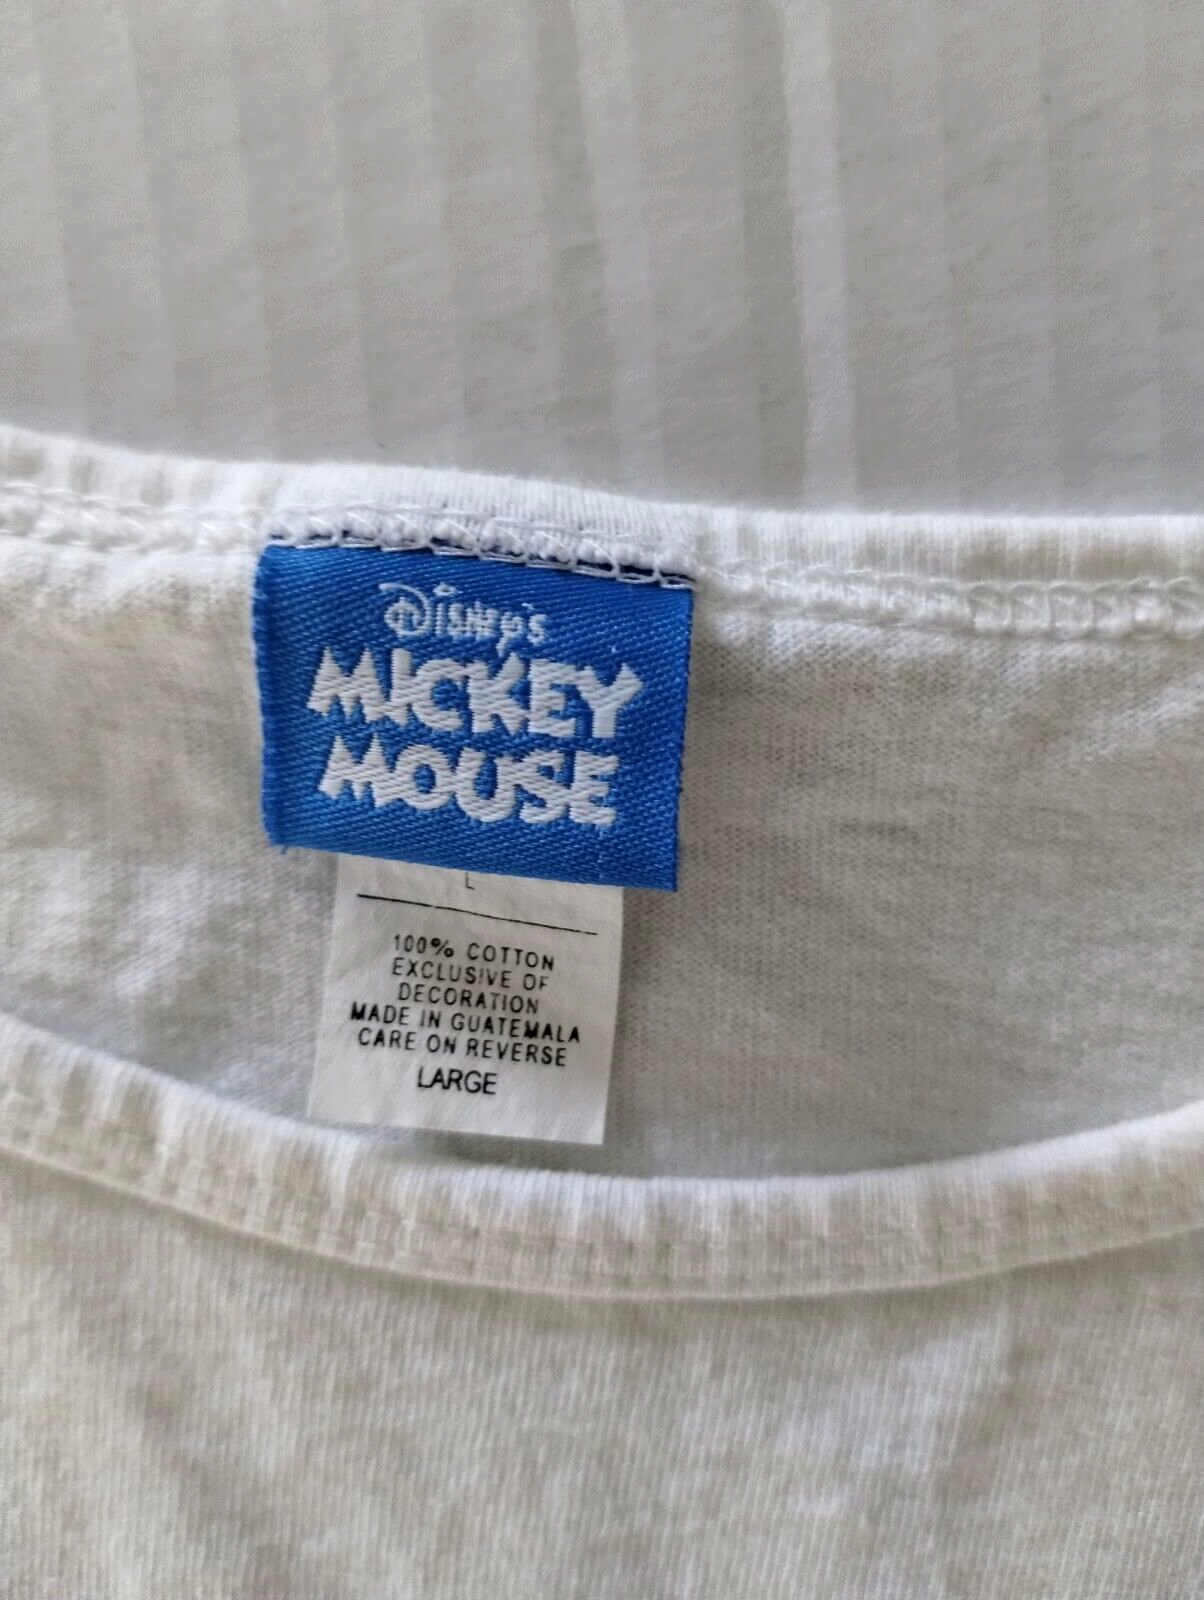 Disney's
MICKEY
MOUSE
L
100% COTTON
EXCLUSIVE OF
DECORATION
MADE IN GUATEMALA
CARE ON REVERSE
LARGE